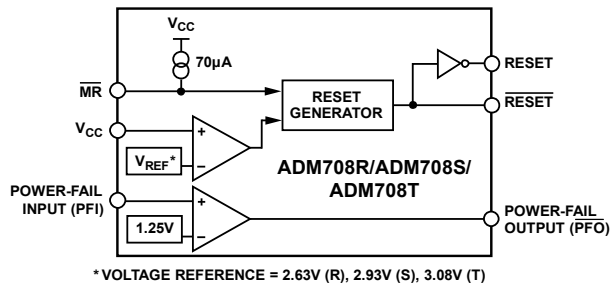 VCC
70µA
MR
RESET
RESET
GENERATOR
RESET
VCC
VREF*
ADM708R/ADM708S/
ADM708T
POWER-FAIL
INPUT (PFI)
1.25V
POWER-FAIL
OUTPUT (PFO)
* VOLTAGE REFERENCE = 2.63V (R), 2.93V (S), 3.08V (T)